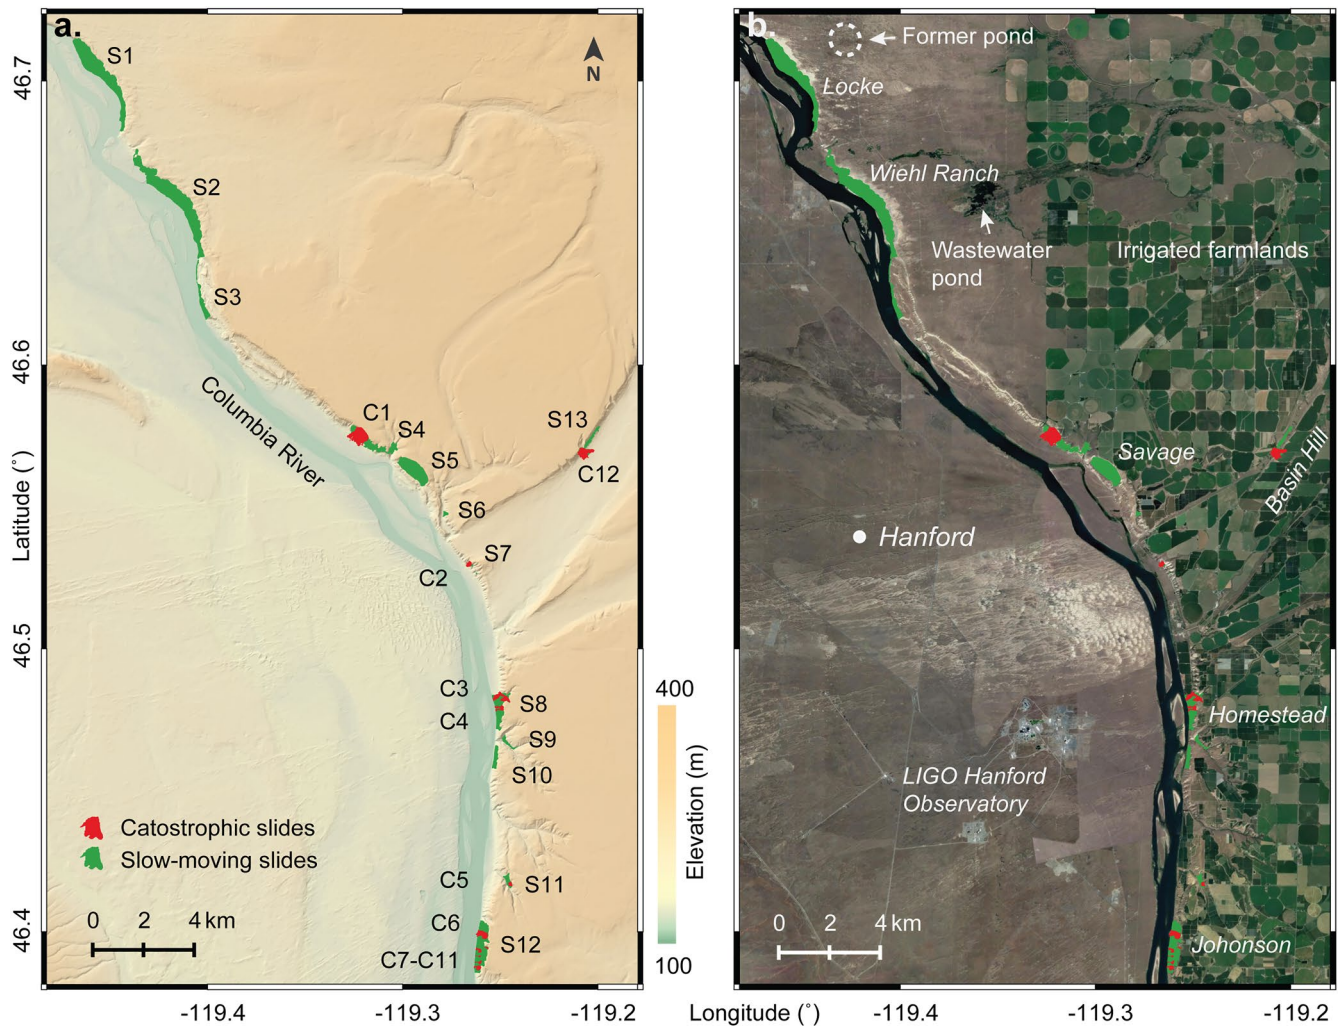 a.
N
S1
S2
S3
Columbia River
C1
S4
S5
S6
S7
C2
S13
C12
C3
C4
S8
S9
S10
C5
S11
C6
C7-C11
S12
Catostrophic slides
Slow-moving slides
0 2 4 km
46.7
46.6
46.5
46.4
Latitude (°)
-119.4
-119.3
-119.2
400
Elevation (m)
100
b.
Former pond
Locke
Wiehl Ranch
Wastewater
pond
Irrigated farmlands
Savage
Basin Hill
Hanford
Homestead
LIGO Hanford
Observatory
Johonson
0 2 4 km
Longitude (°)
-119.4
-119.3
-119.2